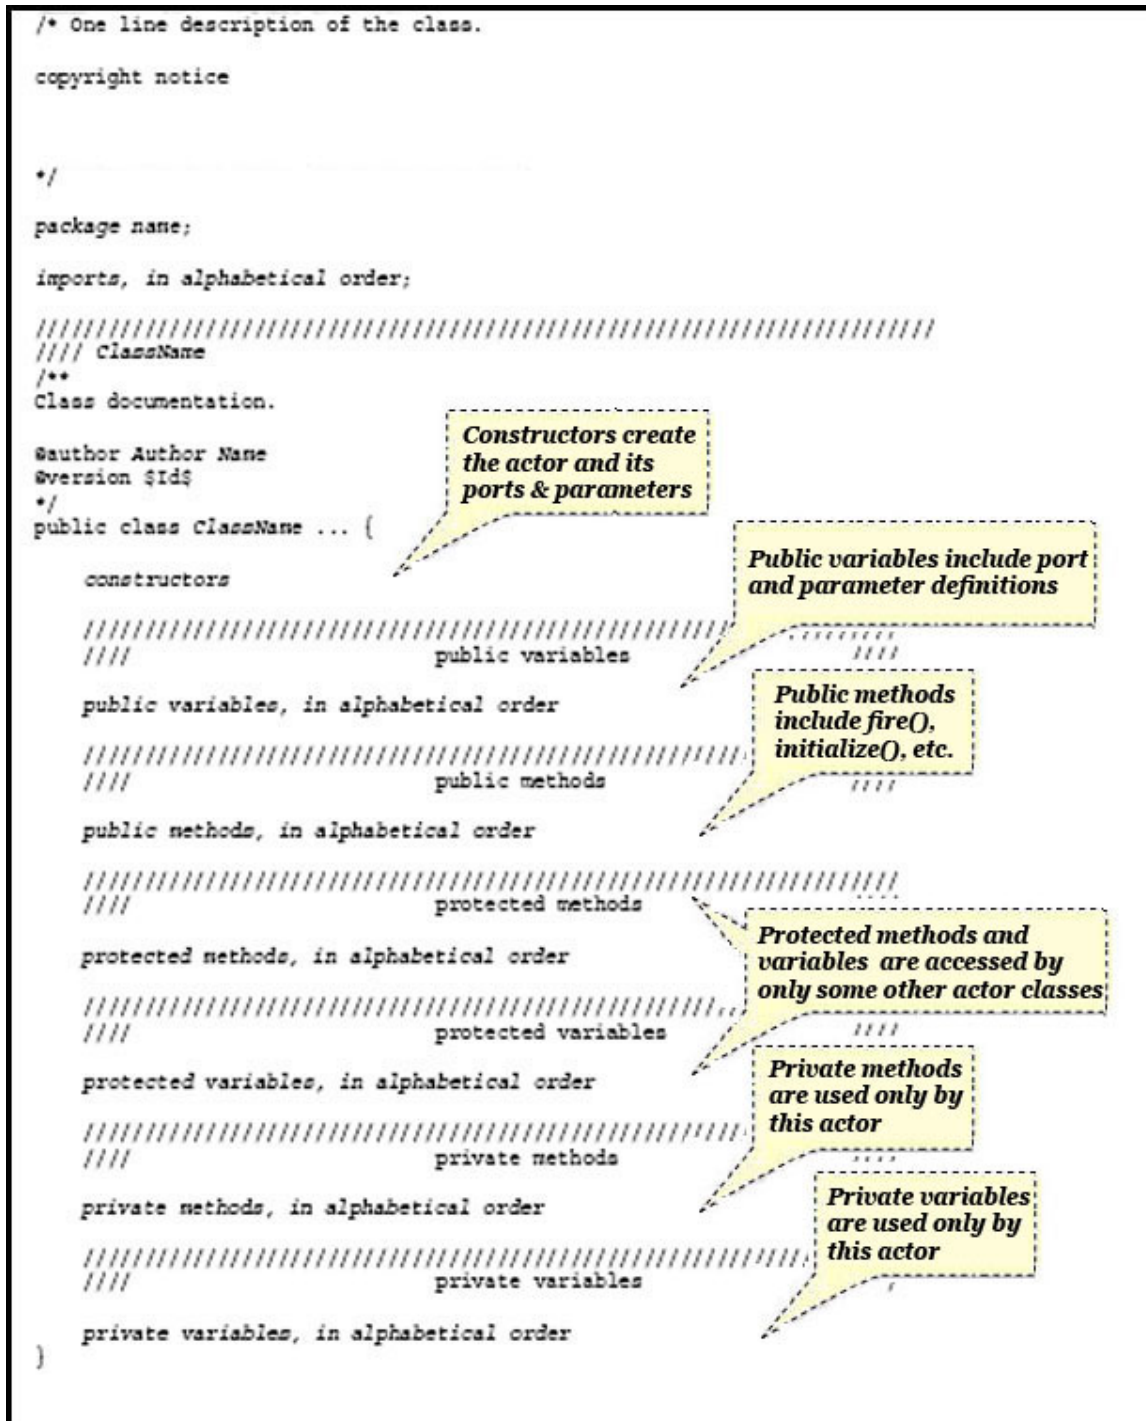 /* One line description of the class.
copyright notice
*/
package name;
imports, in alphabetical order;
//////////////////////////////////////////////////////////////////////////
//// ClassName
/**
Class documentation.
@author Author Name
@version $Id$
*/
public class ClassName ... {
Constructors create
the actor and its
ports & parameters
constructors
Public variables include port
and parameter definitions
///////////////////////////////////////////////////////////////////
//// public variables ////
public variables, in alphabetical order
Public methods
include fire(),
initialize(), etc.
///////////////////////////////////////////////////////////////////
//// public methods ////
public methods, in alphabetical order
///////////////////////////////////////////////////////////////////
//// protected methods
protected methods, in alphabetical order
Protected methods and
variables are accessed by
only some other actor classes
///////////////////////////////////////////////////////////////////
//// protected variables ////
protected variables, in alphabetical order
Private methods
are used only by
this actor
///////////////////////////////////////////////////////////////////
//// private methods ////
private methods, in alphabetical order
Private variables
are used only by
this actor
///////////////////////////////////////////////////////////////////
//// private variables /
private variables, in alphabetical order
}